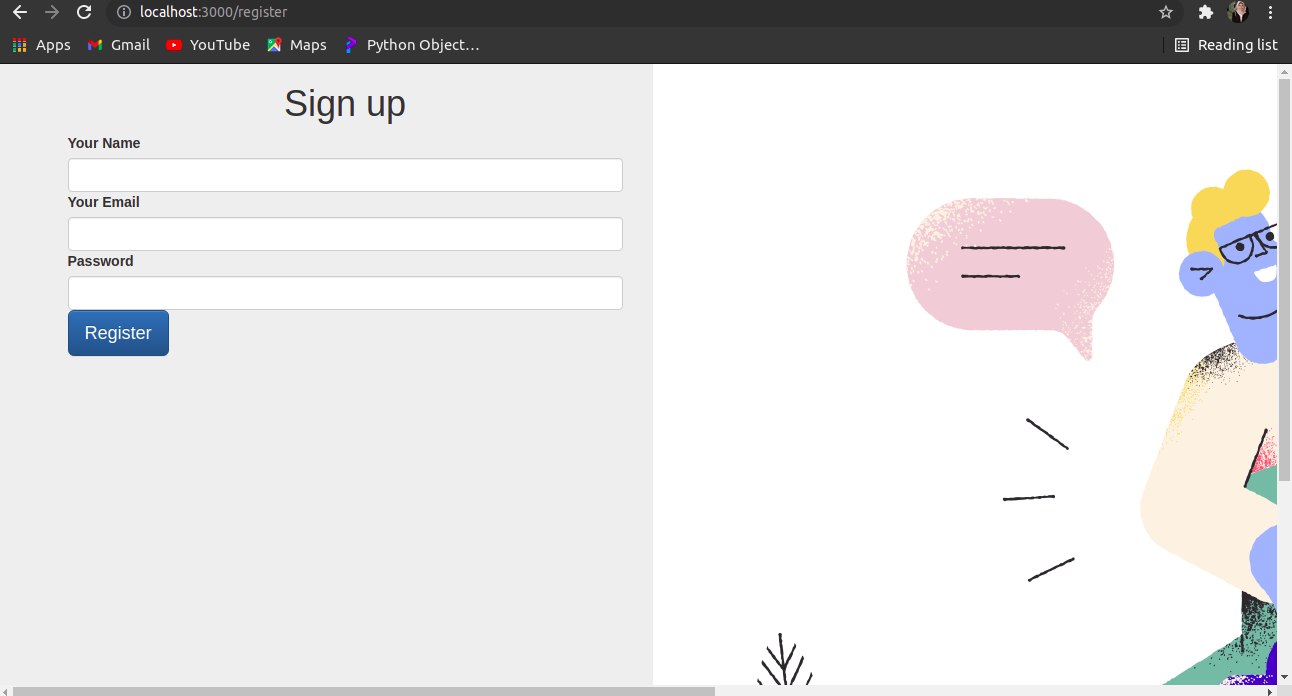 localhost:3000/register
Apps Gmail YouTube Maps Python Object… Reading list
Sign up
Your Name
Your Email
Password
Register